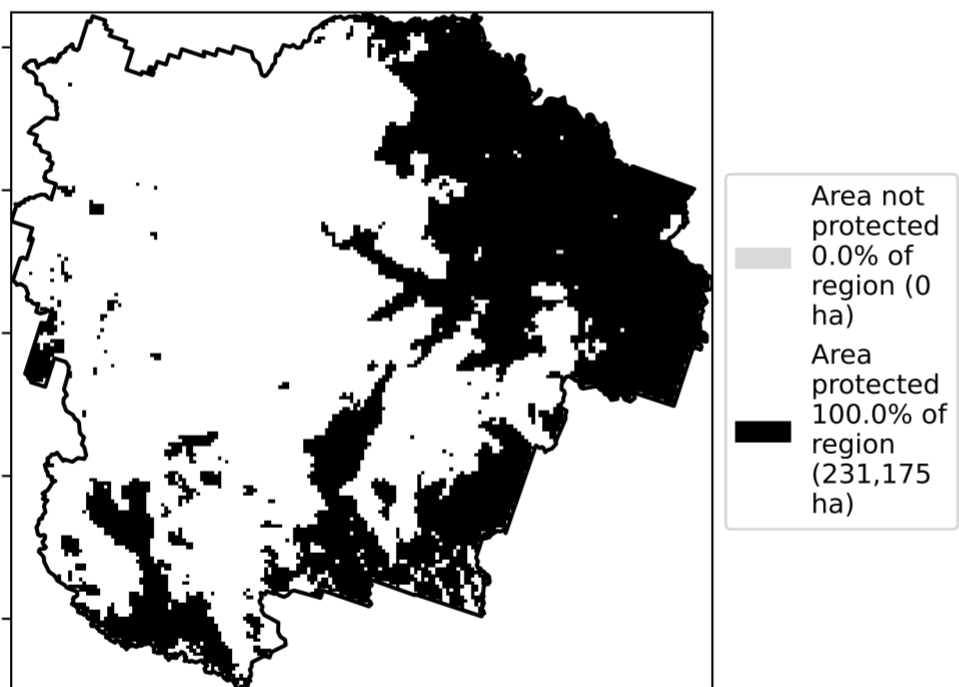 Area not
protected
0.0% of
region (0
ha)
Area
protected
100.0% of
region
(231,175
ha)